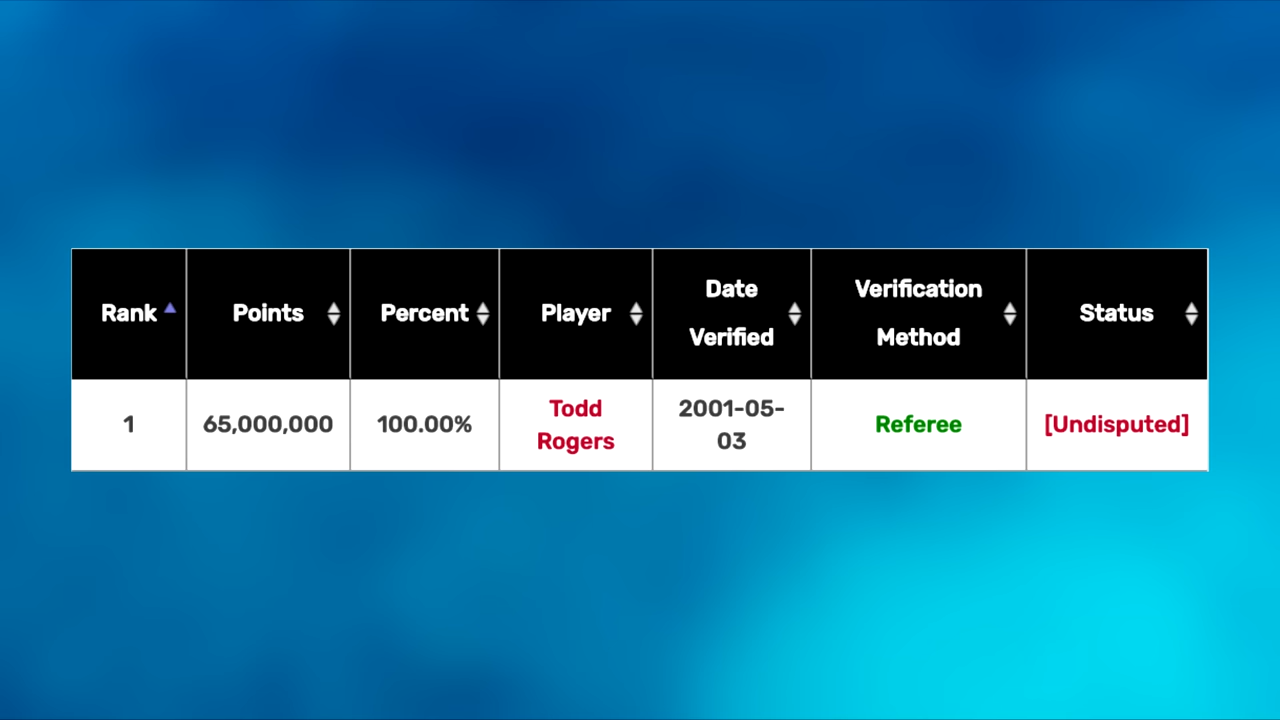 Rank Points Percent Player Date Verified Verification Method Status
1 65,000,000 100.00% Todd Rogers 2001-05-03 Referee [Undisputed]